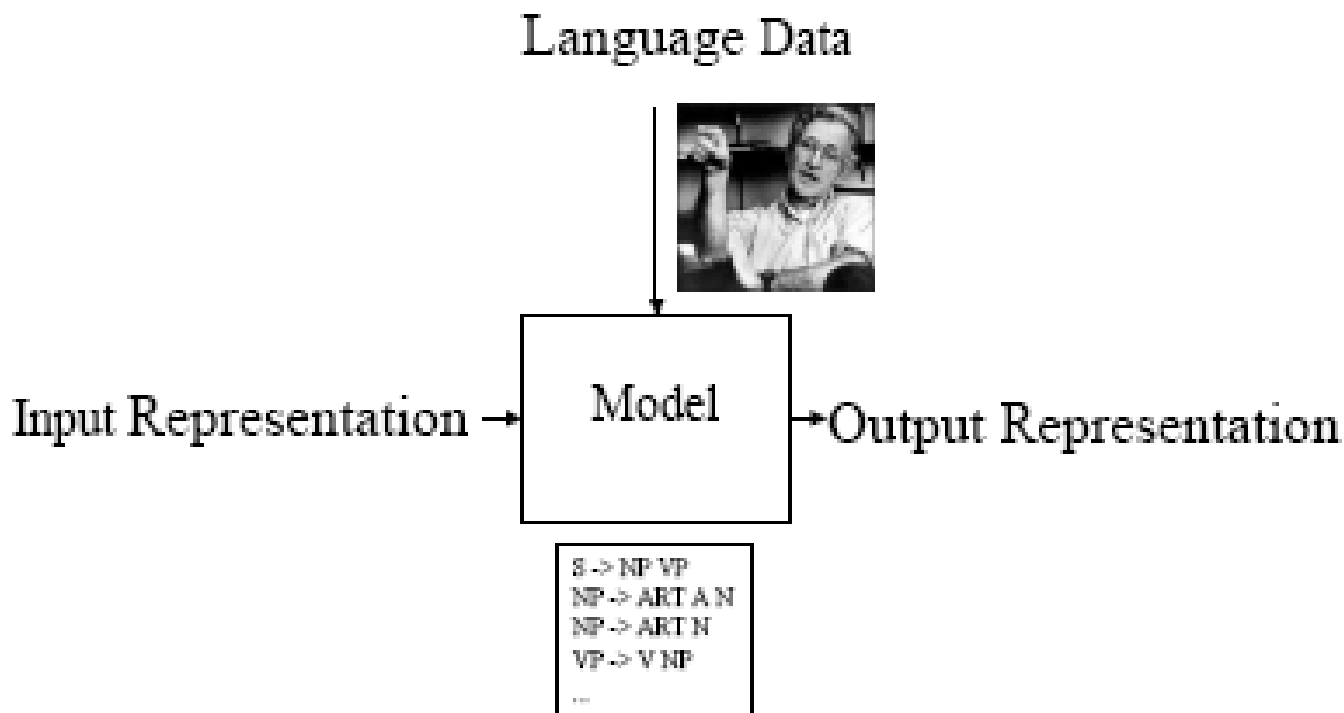 Language Data
Input Representation
Model
Output Representation
S -> NP VP
NP -> ART A N
NP -> ART N
VP -> V NP
...